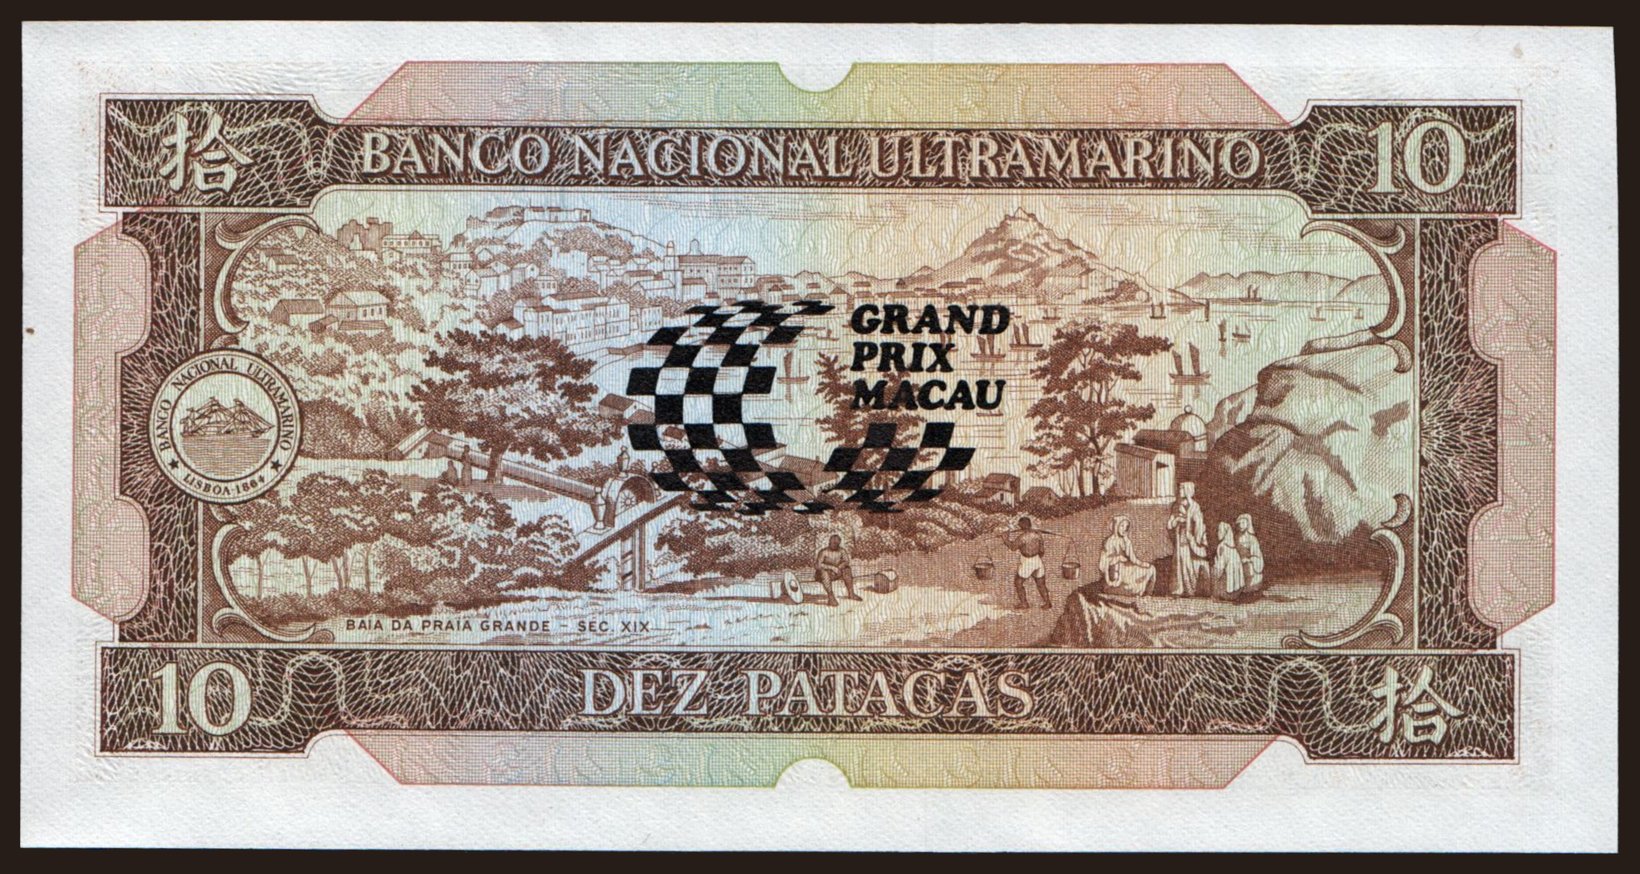 拾
BANCO NACIONAL ULTRAMARINO
10
GRAND
PRIX
MACAU
BANCO NACIONAL ULTRAMARINO
★ LISBOA-1864 ★
BAIA DA PRAIA GRANDE - SEC. XIX
10
DEZ PATACAS
拾